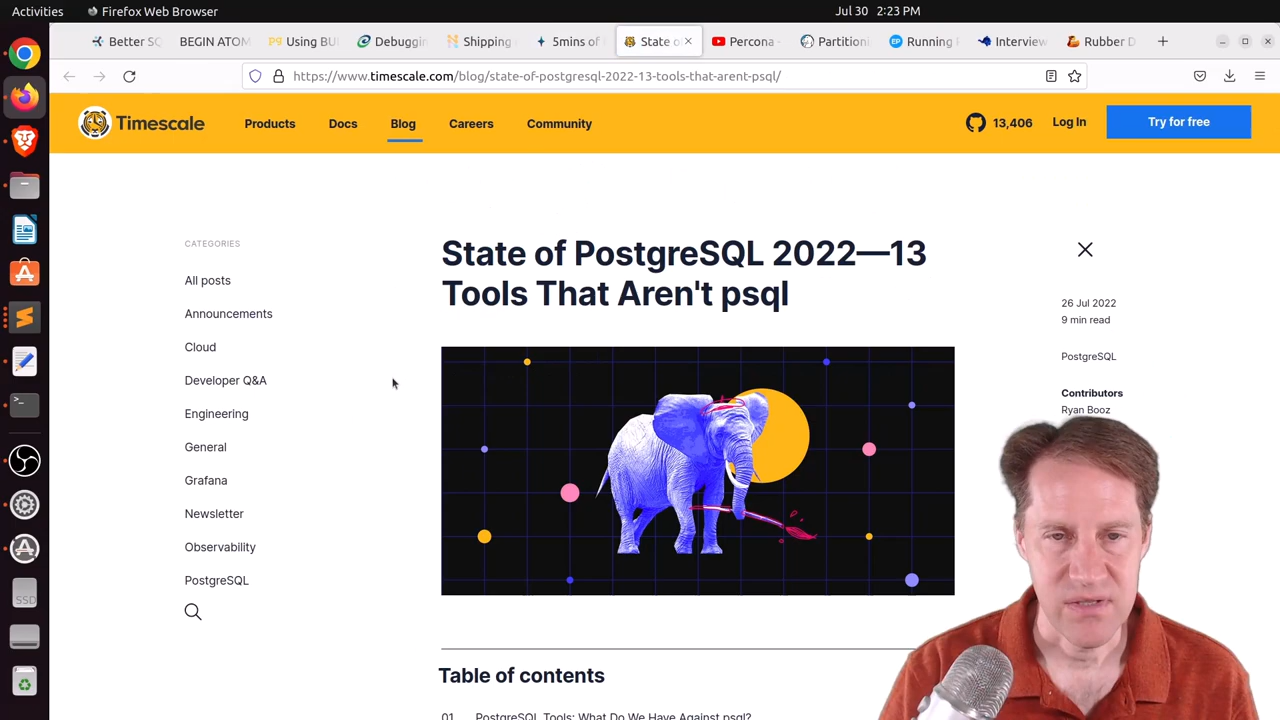 Activities
Firefox Web Browser
Jul 30 2:23 PM
Better SQ
BEGIN ATOM
Using BU
Debuggin
Shipping
5mins of
State o
Percona -
Partitioni
Running
Interview
Rubber D
https://www.timescale.com/blog/state-of-postgresql-2022-13-tools-that-arent-psql/
Timescale
Products
Docs
Blog
Careers
Community
13,406
Log In
Try for free
CATEGORIES
All posts
Announcements
Cloud
Developer Q&A
Engineering
General
Grafana
Newsletter
Observability
PostgreSQL
State of PostgreSQL 2022—13
Tools That Aren't psql
26 Jul 2022
9 min read
PostgreSQL
Contributors
Ryan Booz
Table of contents
01 PostgreSQL Tools: What Do We Have Against psql?
SSD